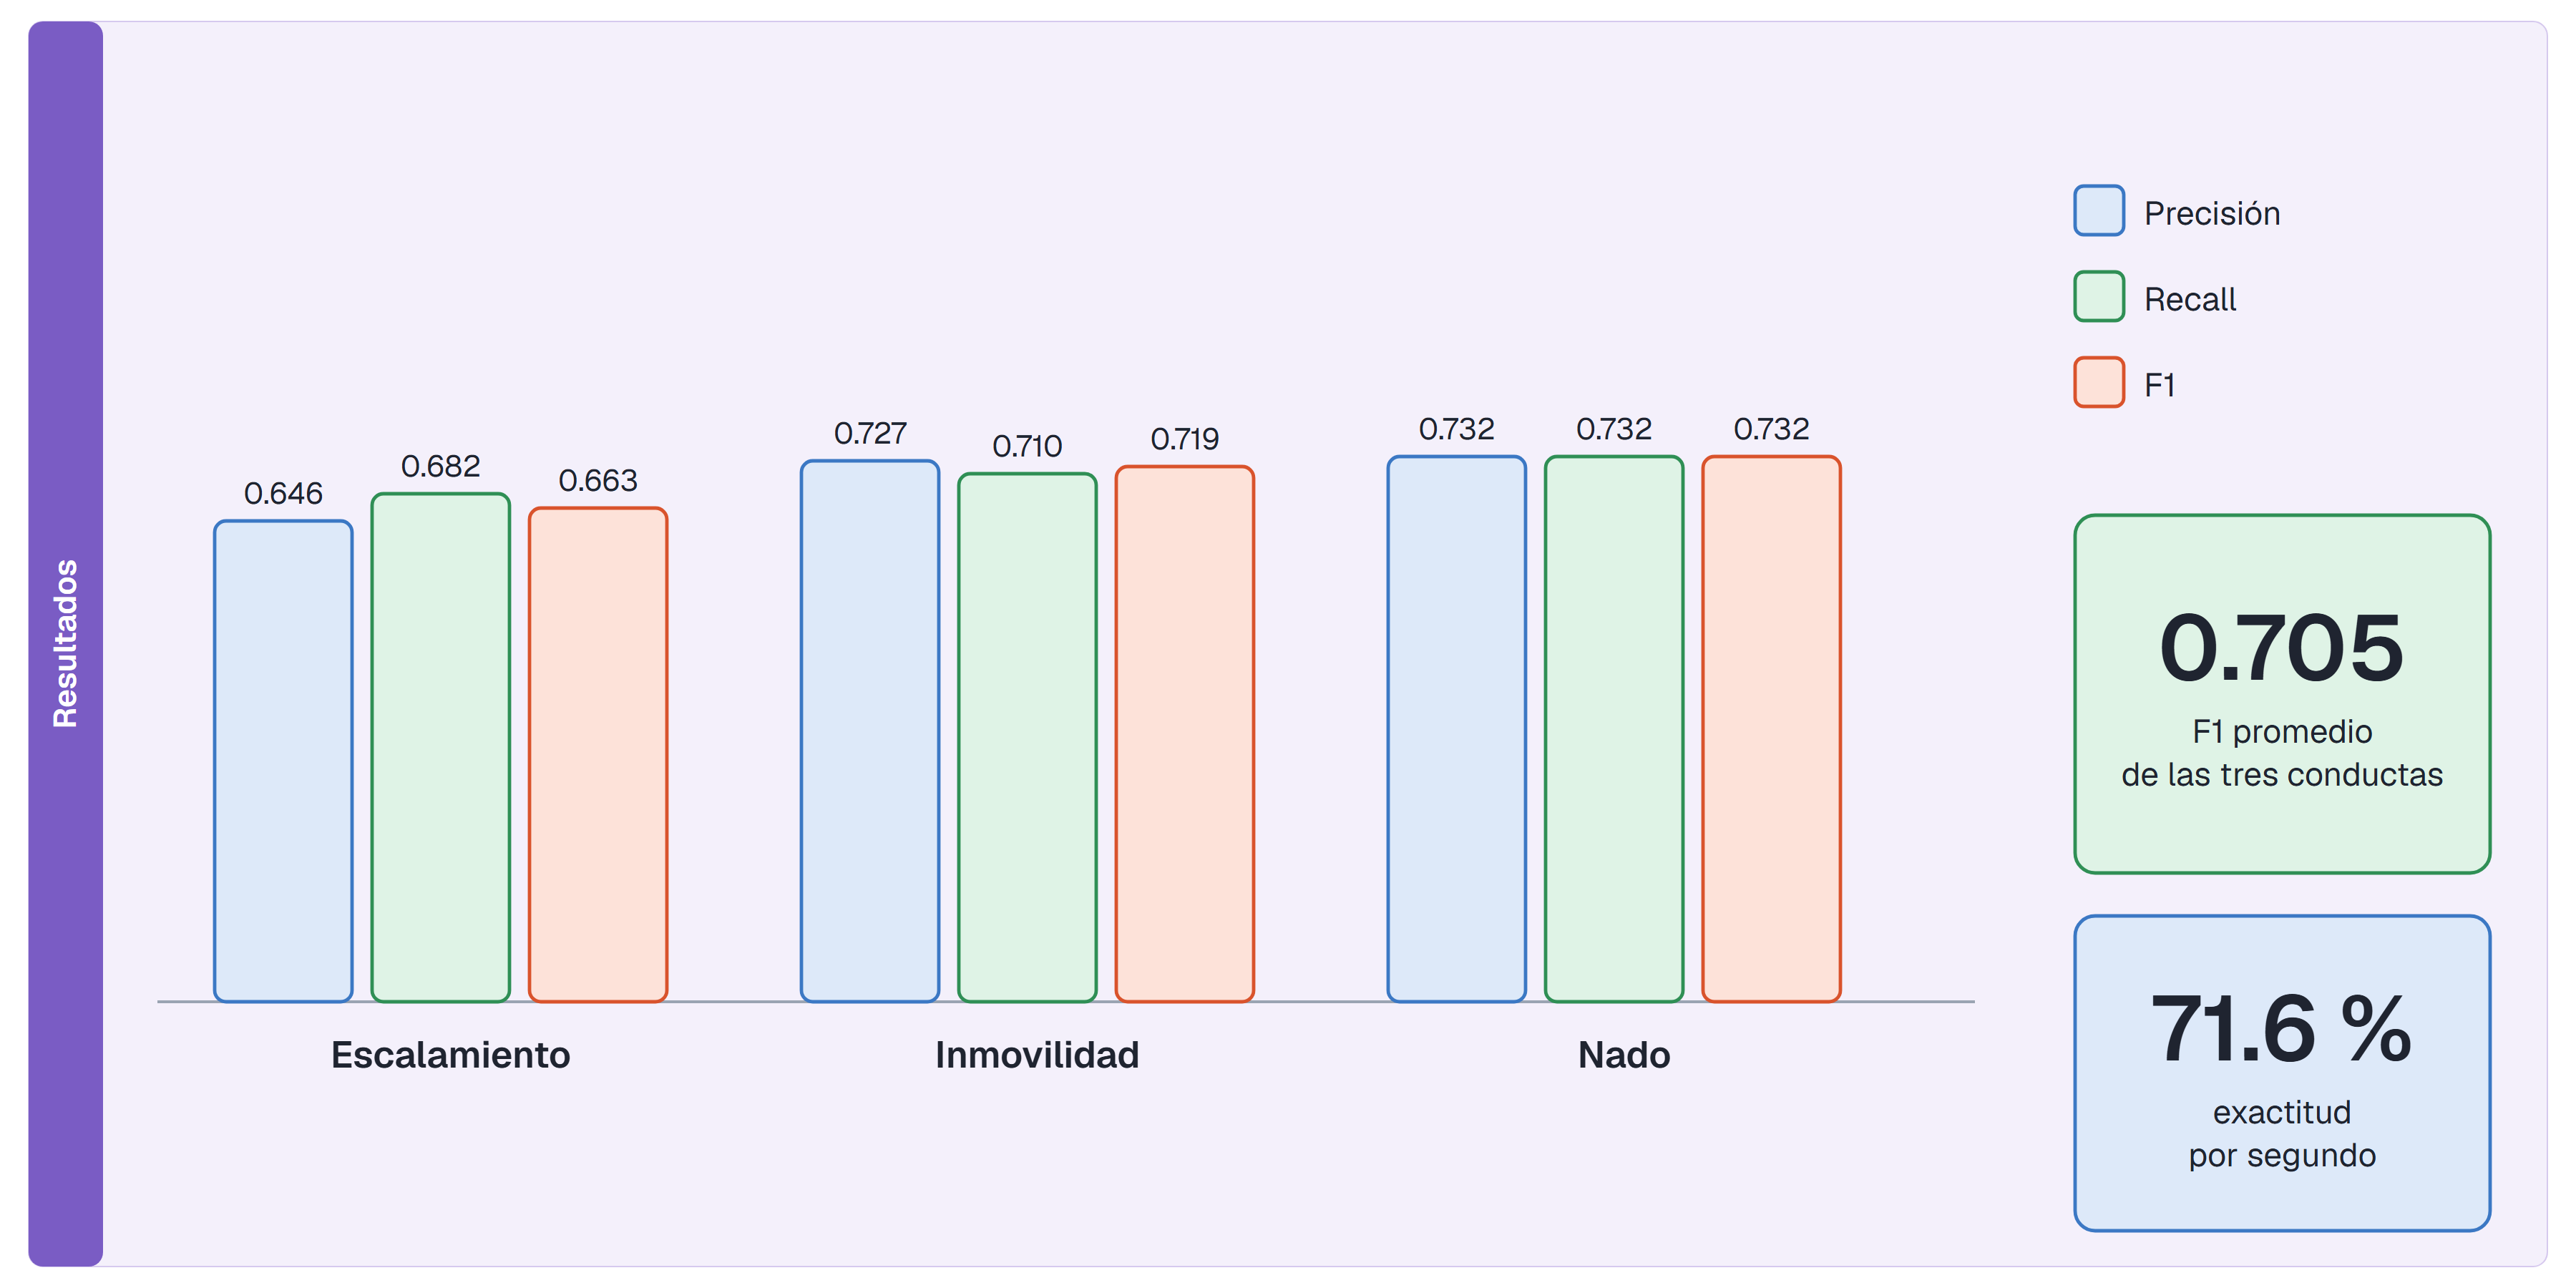 Resultados
Precisión
Recall
F1
0.646
0.682
0.663
0.727
0.710
0.719
0.732
0.732
0.732
Escalamiento
Inmovilidad
Nado
0.705
F1 promedio
de las tres conductas
71.6 %
exactitud
por segundo